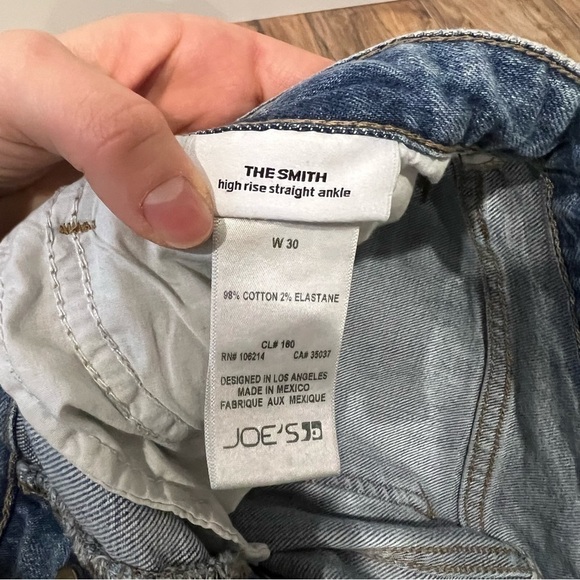 THE SMITH
high rise straight ankle
W 30
98% COTTON 2% ELASTANE
CL# 180
RN# 106214 CA# 35037
DESIGNED IN LOS ANGELES
MADE IN MEXICO
FABRIQUE AUX MEXIQUE
JOE'S